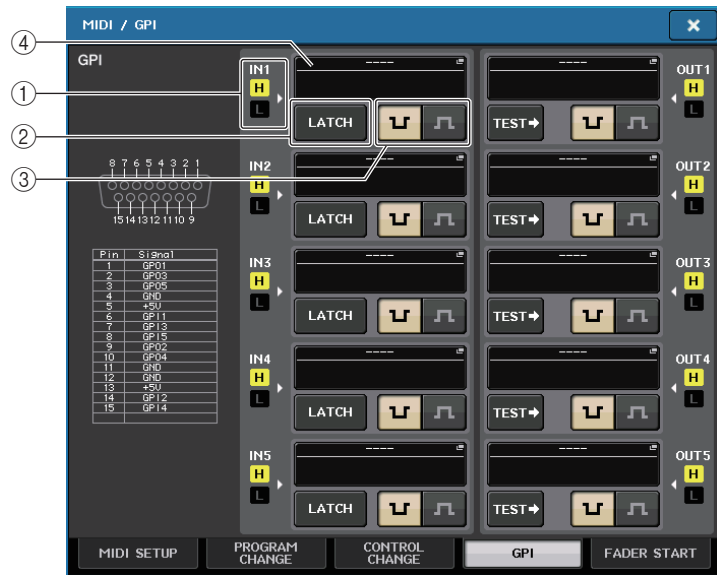 MIDI / GPI
×
GPI
④
①
②
③
IN1
H
L
----
LATCH
----
TEST→
OUT1
H
L
8 7 6 5 4 3 2 1
15 14 13 12 11 10 9
IN2
H
L
----
LATCH
----
TEST→
OUT2
H
L
Pin Signal
1 GPO1
2 GPO3
3 GPO5
4 GND
5 +5V
6 GPI1
7 GPI3
8 GPI5
9 GPO2
10 GPO4
11 GND
12 GND
13 +5V
14 GPI2
15 GPI4
IN3
H
L
----
LATCH
----
TEST→
OUT3
H
L
IN4
H
L
----
LATCH
----
TEST→
OUT4
H
L
IN5
H
L
----
LATCH
----
TEST→
OUT5
H
L
MIDI SETUP
PROGRAM
CHANGE
CONTROL
CHANGE
GPI
FADER START